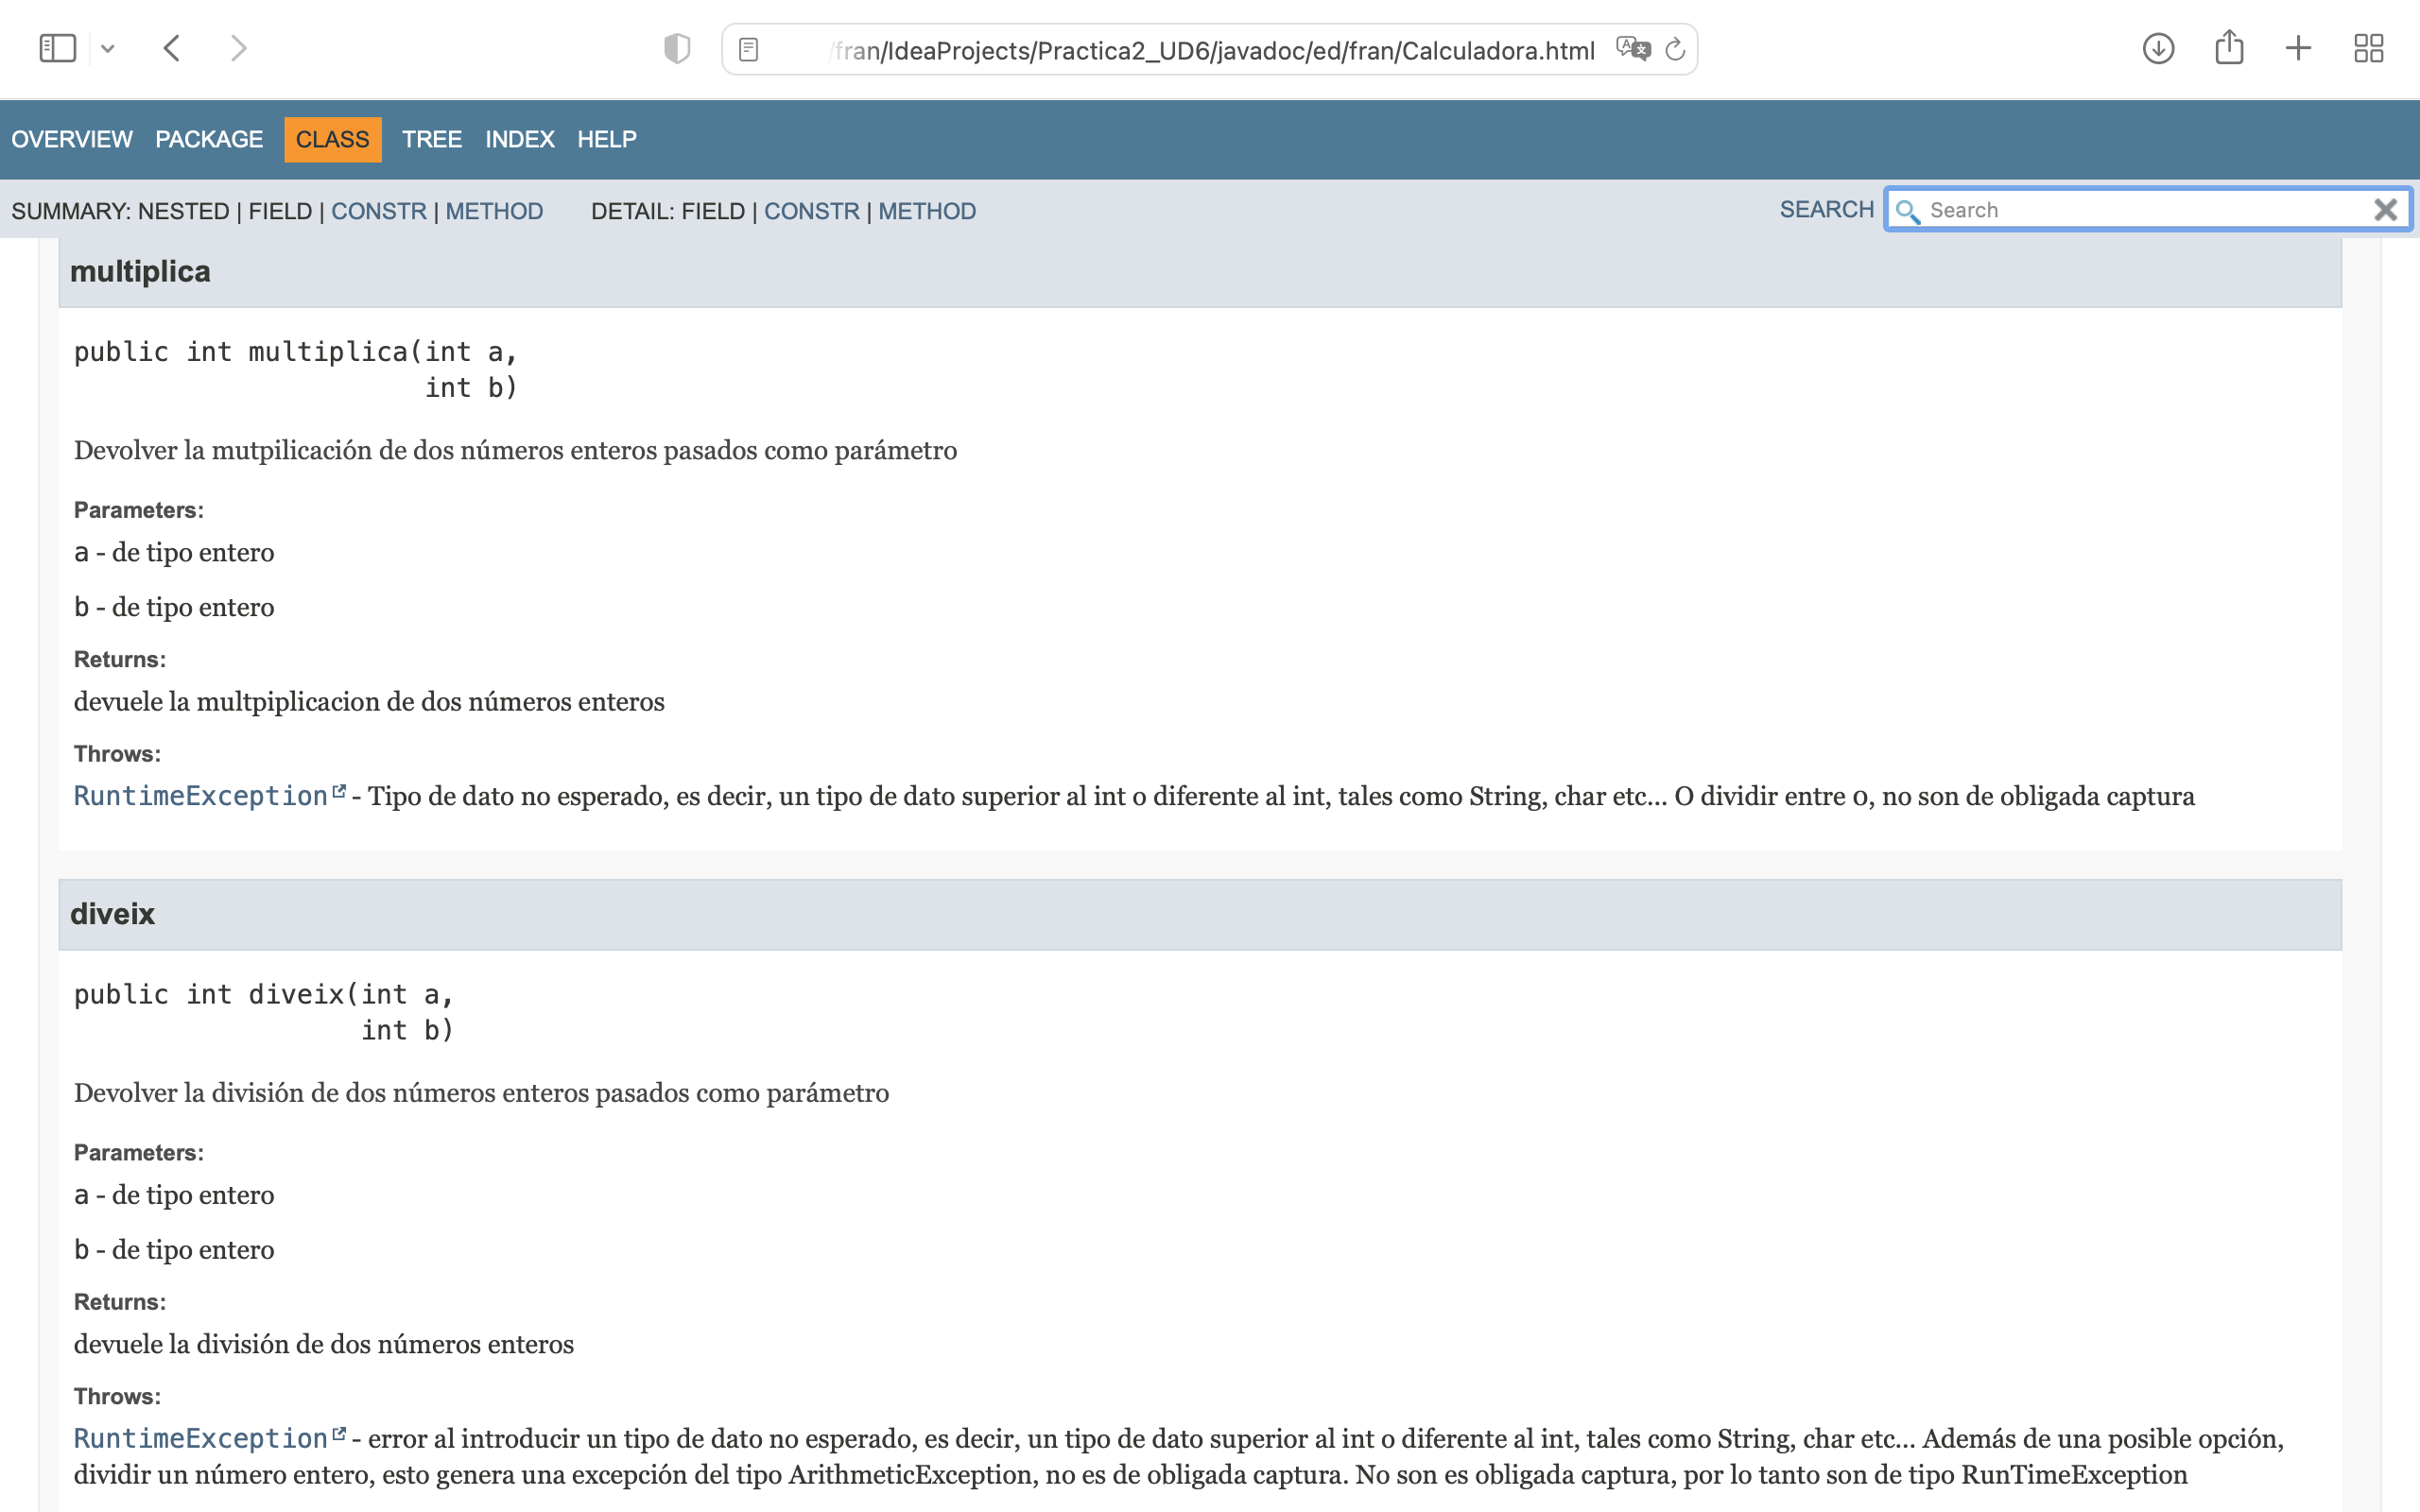 /fran/IdeaProjects/Practica2_UD6/javadoc/ed/fran/Calculadora.html
OVERVIEW PACKAGE CLASS TREE INDEX HELP
SUMMARY: NESTED | FIELD | CONSTR | METHOD DETAIL: FIELD | CONSTR | METHOD SEARCH Search
multiplica
public int multiplica(int a,
int b)
Devolver la mutpilicación de dos números enteros pasados como parámetro
Parameters:
a - de tipo entero
b - de tipo entero
Returns:
devuele la multpiplicacion de dos números enteros
Throws:
RuntimeException - Tipo de dato no esperado, es decir, un tipo de dato superior al int o diferente al int, tales como String, char etc... O dividir entre 0, no son de obligada captura
diveix
public int diveix(int a,
int b)
Devolver la división de dos números enteros pasados como parámetro
Parameters:
a - de tipo entero
b - de tipo entero
Returns:
devuele la división de dos números enteros
Throws:
RuntimeException - error al introducir un tipo de dato no esperado, es decir, un tipo de dato superior al int o diferente al int, tales como String, char etc... Además de una posible opción,
dividir un número entero, esto genera una excepción del tipo ArithmeticException, no es de obligada captura. No son es obligada captura, por lo tanto son de tipo RunTimeException